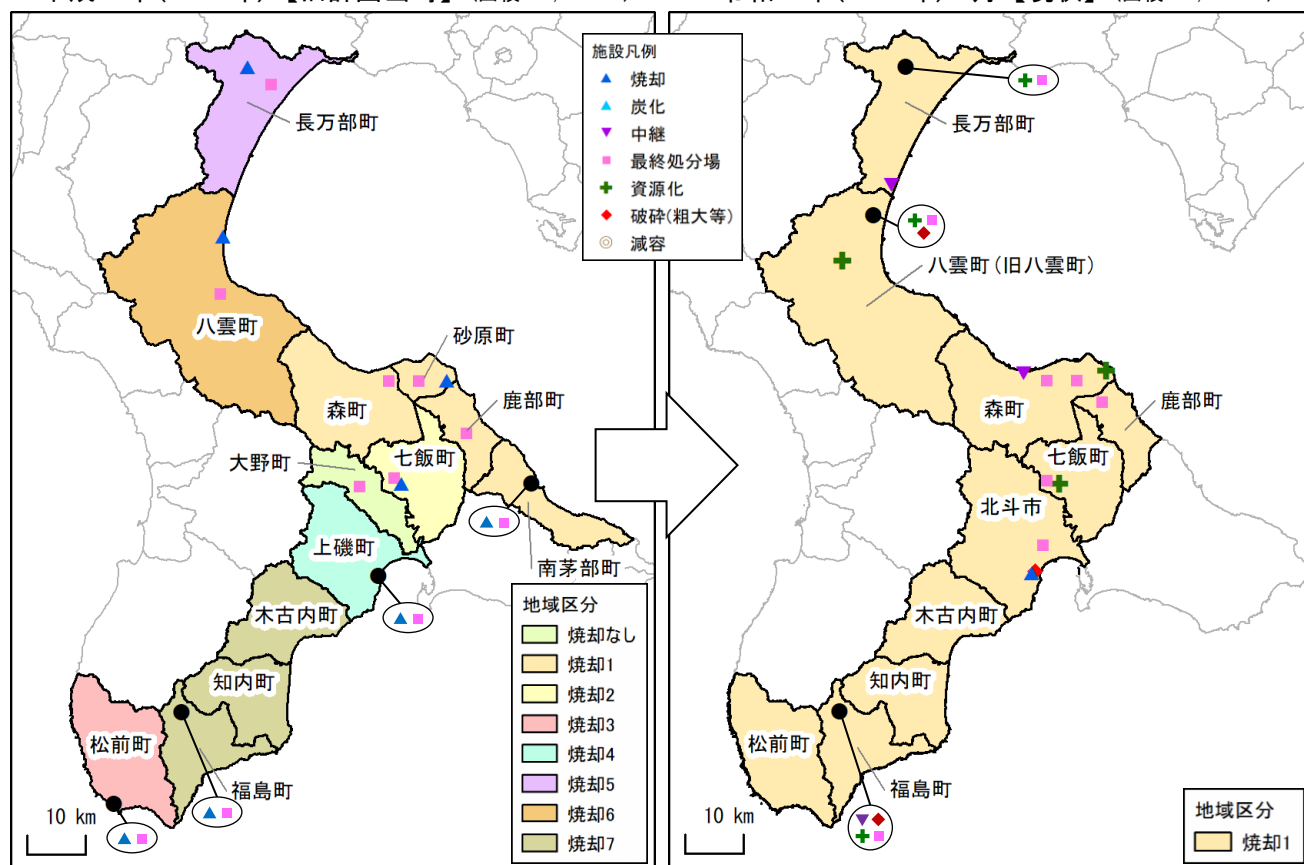 施設凡例
焼却
炭化
中継
最終処分場
資源化
破砕(粗大等)
減容
長万部町
八雲町
砂原町
森町
鹿部町
大野町
七飯町
上磯町
南茅部町
木古内町
知内町
松前町
福島町
10 km
地域区分
焼却なし
焼却1
焼却2
焼却3
焼却4
焼却5
焼却6
焼却7
長万部町
八雲町(旧八雲町)
森町
鹿部町
七飯町
北斗市
木古内町
知内町
松前町
福島町
10 km
地域区分
焼却1